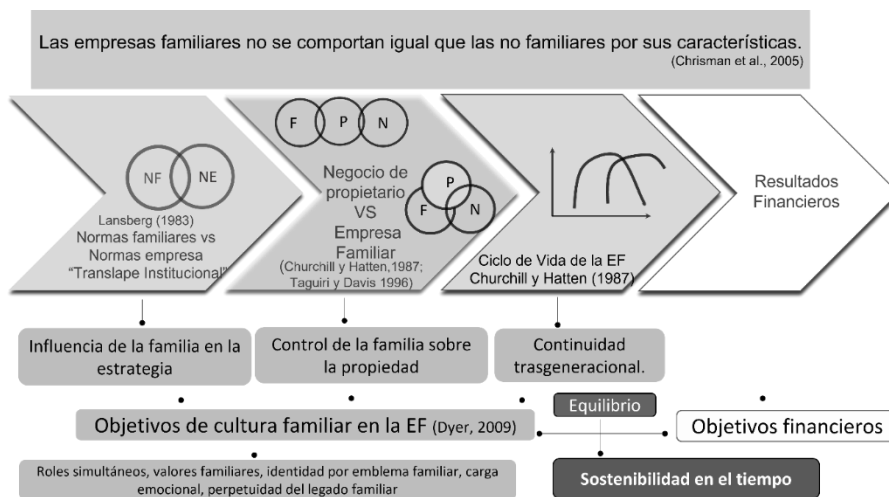 Las empresas familiares no se comportan igual que las no familiares por sus características.
(Chrisman et al., 2005)
NF NE
Lansberg (1983)
Normas familiares vs
Normas empresa
“Translape Institucional”
F P N
Negocio de
propietario
VS
Empresa
Familiar
(Churchill y Hatten,1987;
Taguiri y Davis 1996)
P
F N
Ciclo de Vida de la EF
Churchill y Hatten (1987)
Resultados
Financieros
Influencia de la familia en la
estrategia
Control de la familia sobre
la propiedad
Continuidad
trasgeneracional.
Objetivos de cultura familiar en la EF (Dyer, 2009)
Equilibrio
Objetivos financieros
Roles simultáneos, valores familiares, identidad por emblema familiar, carga
emocional, perpetuidad del legado familiar
Sostenibilidad en el tiempo